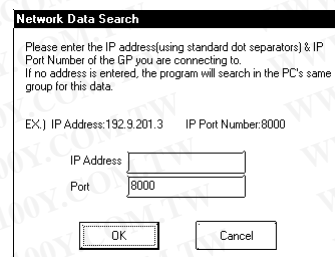 Network Data Search
Please enter the IP address(using standard dot separators) & IP
Port Number of the GP you are connecting to.
If no address is entered, the program will search in the PC's same
group for this data.
EX.) IP Address:192.9.201.3 IP Port Number:8000
IP Address
Port 8000
OK Cancel